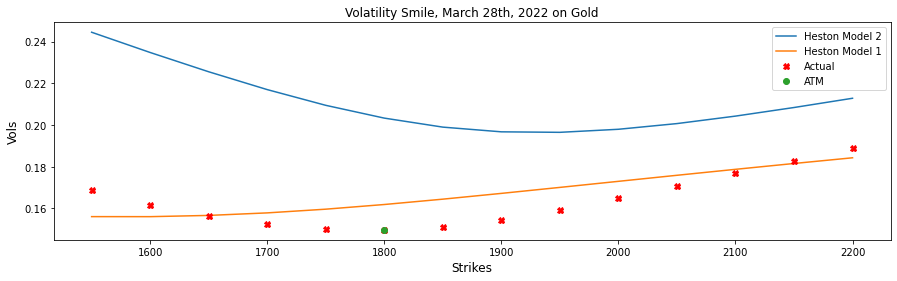 Volatility Smile, March 28th, 2022 on Gold
Heston Model 2
Heston Model 1
Actual
ATM
Vols
0.24
0.22
0.20
0.18
0.16
1600
1700
1800
1900
2000
2100
2200
Strikes